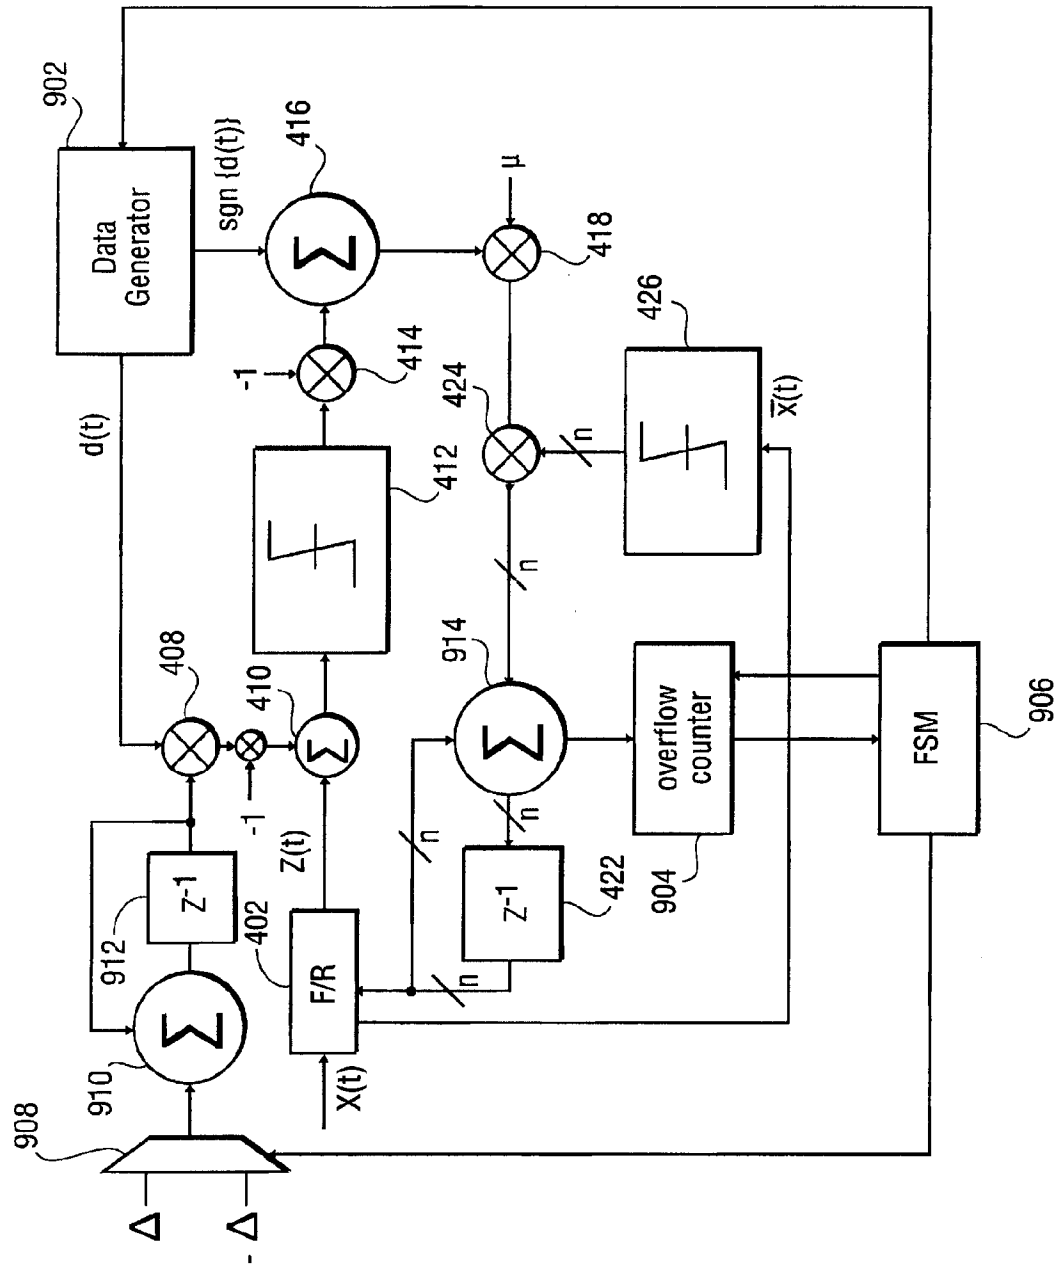 902
Data
Generator
sgn {d(t)}
d(t)
416
Σ
μ
418
-1
414
412
424
n
426
x̄(t)
n
408
-1
410
Σ
Z(t)
914
Σ
n
n
n
overflow
counter
904
FSM
906
Z-1
422
402
F/R
X(t)
Z-1
912
Σ
910
908
Δ
- Δ